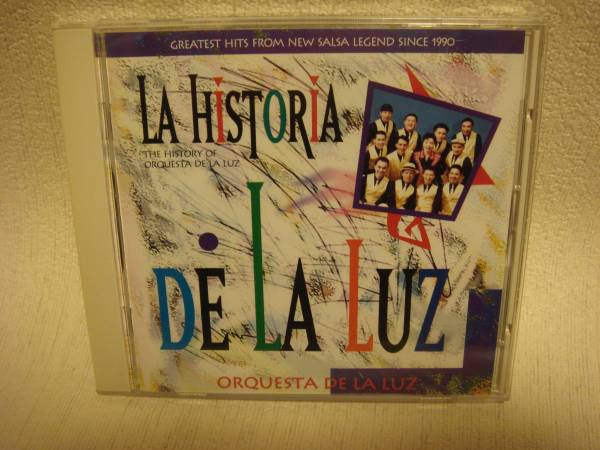 GREATEST HITS FROM NEW SALSA LEGEND SINCE 1990
LA HISTORIA
THE HISTORY OF
ORQUESTA DE LA LUZ
DE LA LUZ
ORQUESTA DE LA LUZ